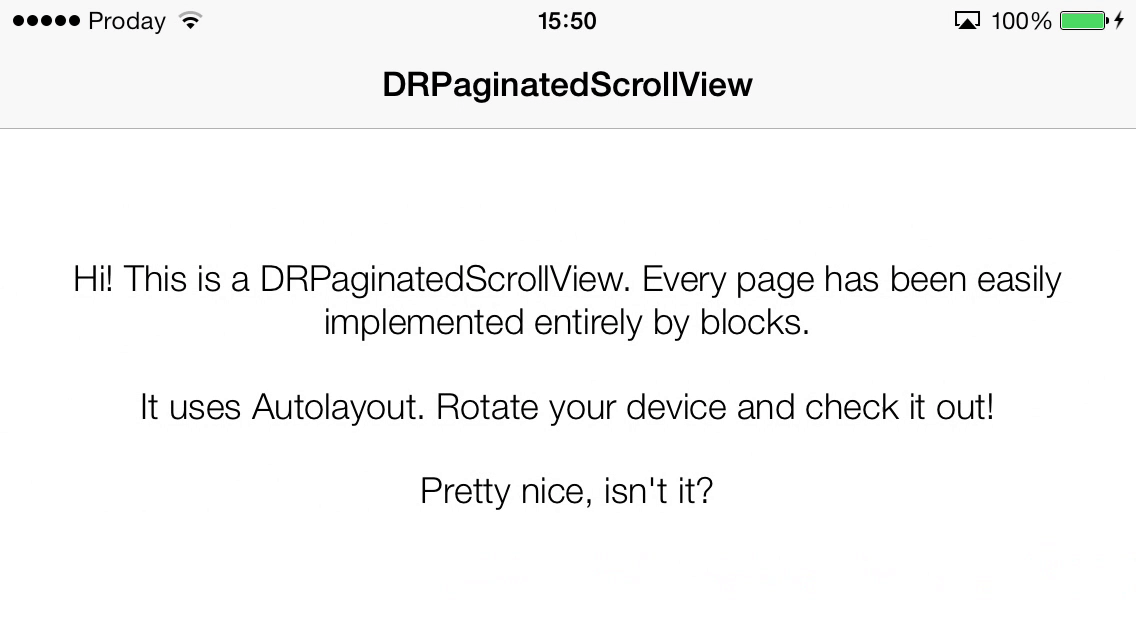 Proday 15:50 100%
DRPaginatedScrollView
Hi! This is a DRPaginatedScrollView. Every page has been easily
implemented entirely by blocks.
It uses Autolayout. Rotate your device and check it out!
Pretty nice, isn't it?